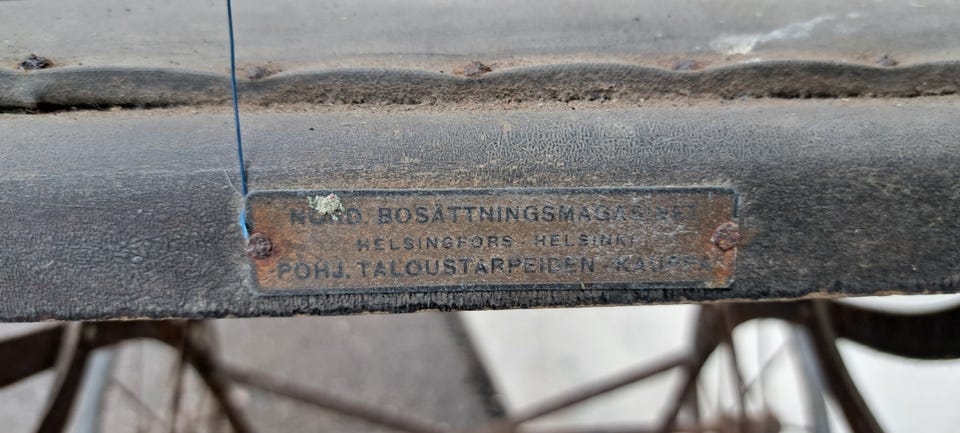 NORD. BOSÄTTNINGSMAGASINET
HELSINGFORS - HELSINKI
POHJ. TALOUSTARPEIDEN - KAUPPA